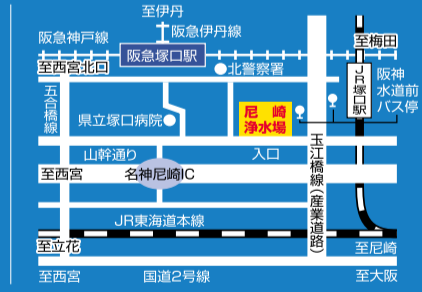 至伊丹
阪急伊丹線
阪急神戸線
至梅田
阪急塚口駅
至西宮北口
北警察署
JR塚口駅
阪神
水道前
バス停
五合橋線
県立塚口病院
尼崎
浄水場
山幹通り
入口
至西宮
名神尼崎IC
玉江橋線(産業道路)
JR東海道本線
至立花
至尼崎
至西宮
国道2号線
至大阪